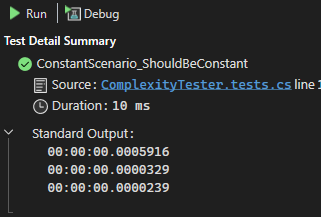 Run Debug
Test Detail Summary
ConstantScenario_ShouldBeConstant
Source: ComplexityTester.tests.cs line 1
Duration: 10 ms
Standard Output:
00:00:00.0005916
00:00:00.0000329
00:00:00.0000239